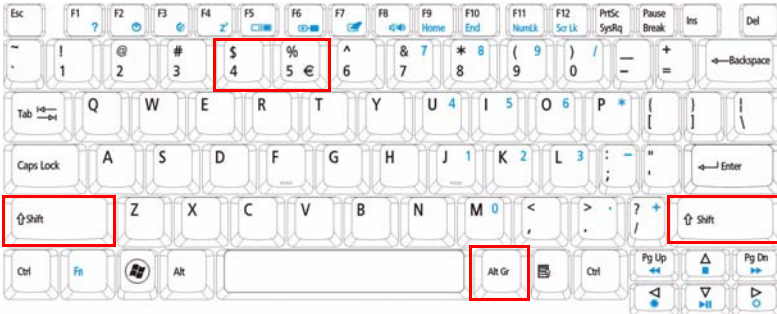 Esc F1 ? F2 F3 F4 Zz F5 F6 F7 F8 F9 Home F10 End F11 NumLk F12 Scr Lk PrtSc SysRq Pause Break Ins Del
~ ` ! 1 @ 2 # 3 $ 4 % 5 € ^ 6 & 7 7 * 8 8 ( 9 9 ) / 0 _ - + = Backspace
Tab Q W E R T Y U 4 I 5 O 6 P * { [ } ] | \
Caps Lock A S D F G H J 1 K 2 L 3 : - ; " ' Enter
Shift Z X C V B N M 0 < , > . . ? + / Shift
Ctrl Fn Alt Alt Gr Ctrl Pg Up Pg Dn